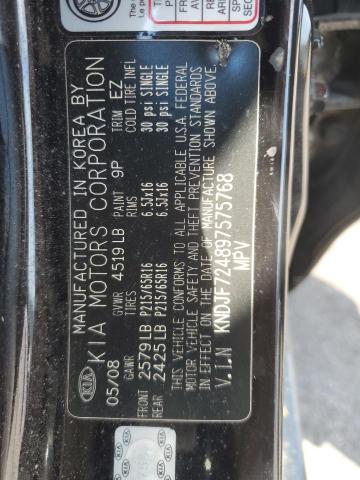 MANUFACTURED IN KOREA BY
KIA KIA MOTORS CORPORATION
05/08 GVWR 4519 LB 9P TRIM EZ
GAWR TIRES RIMS COLD TIRE INFL
FRONT 2579 LB P215/65R16 6.5Jx16 30 psi SINGLE
REAR 2425 LB P215/65R16 6.5Jx16 30 psi SINGLE
THIS VEHICLE CONFORMS TO ALL APPLICABLE U.S.A. FEDERAL
MOTOR VEHICLE SAFETY AND THEFT PREVENTION STANDARDS
IN EFFECT ON THE DATE OF MANUFACTURE SHOWN ABOVE.
V.I.N KNDJF724897575768
MPV
KIA
KIA